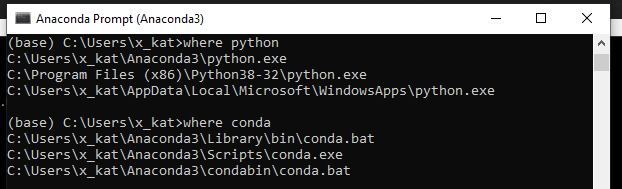 Anaconda Prompt (Anaconda3)
(base) C:\Users\x_kat>where python
C:\Users\x_kat\Anaconda3\python.exe
C:\Program Files (x86)\Python38-32\python.exe
C:\Users\x_kat\AppData\Local\Microsoft\WindowsApps\python.exe
(base) C:\Users\x_kat>where conda
C:\Users\x_kat\Anaconda3\Library\bin\conda.bat
C:\Users\x_kat\Anaconda3\Scripts\conda.exe
C:\Users\x_kat\Anaconda3\condabin\conda.bat